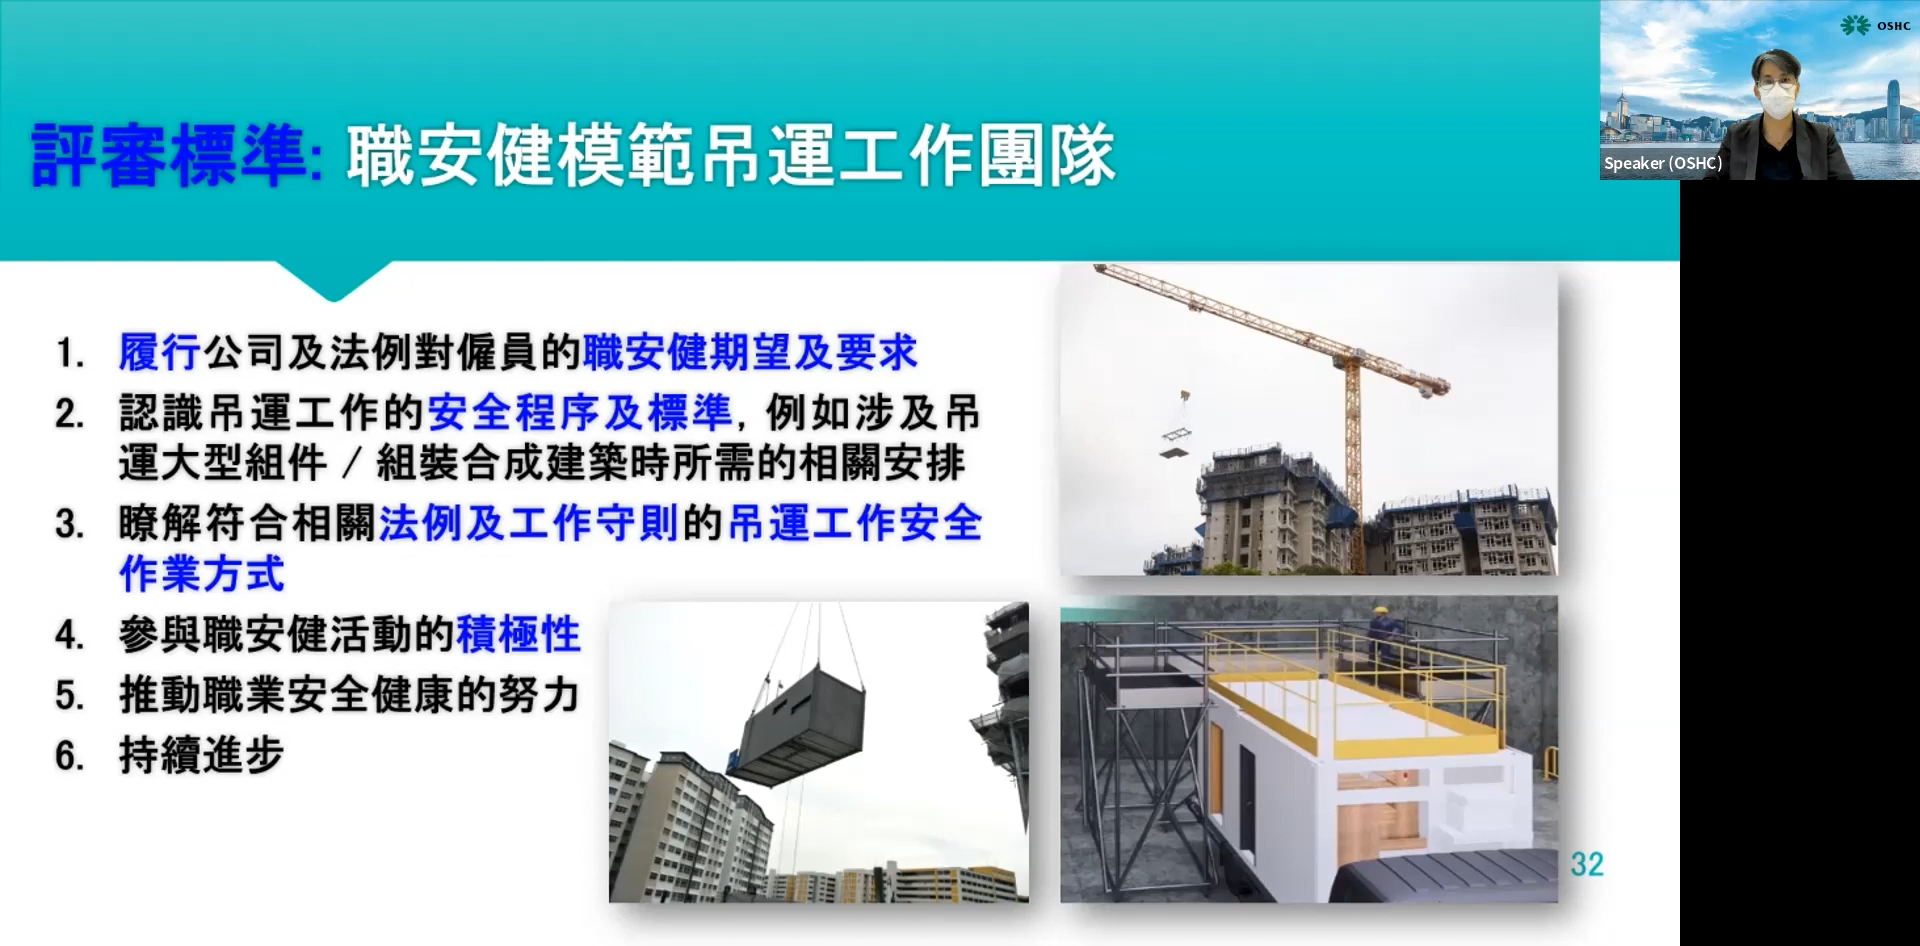 評審標準: 職安健模範吊運工作團隊
OSHC
Speaker (OSHC)
1. 履行公司及法例對僱員的職安健期望及要求
2. 認識吊運工作的安全程序及標準, 例如涉及吊
運大型組件 / 組裝合成建築時所需的相關安排
3. 瞭解符合相關法例及工作守則的吊運工作安全
作業方式
4. 參與職安健活動的積極性
5. 推動職業安全健康的努力
6. 持續進步
32